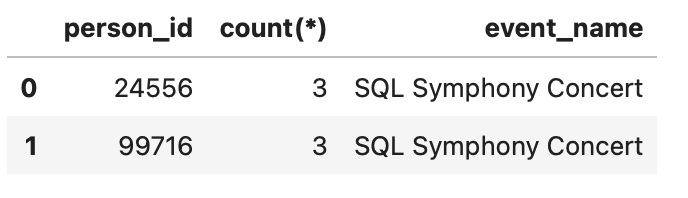 person_id count(*) event_name
0 24556 3 SQL Symphony Concert
1 99716 3 SQL Symphony Concert